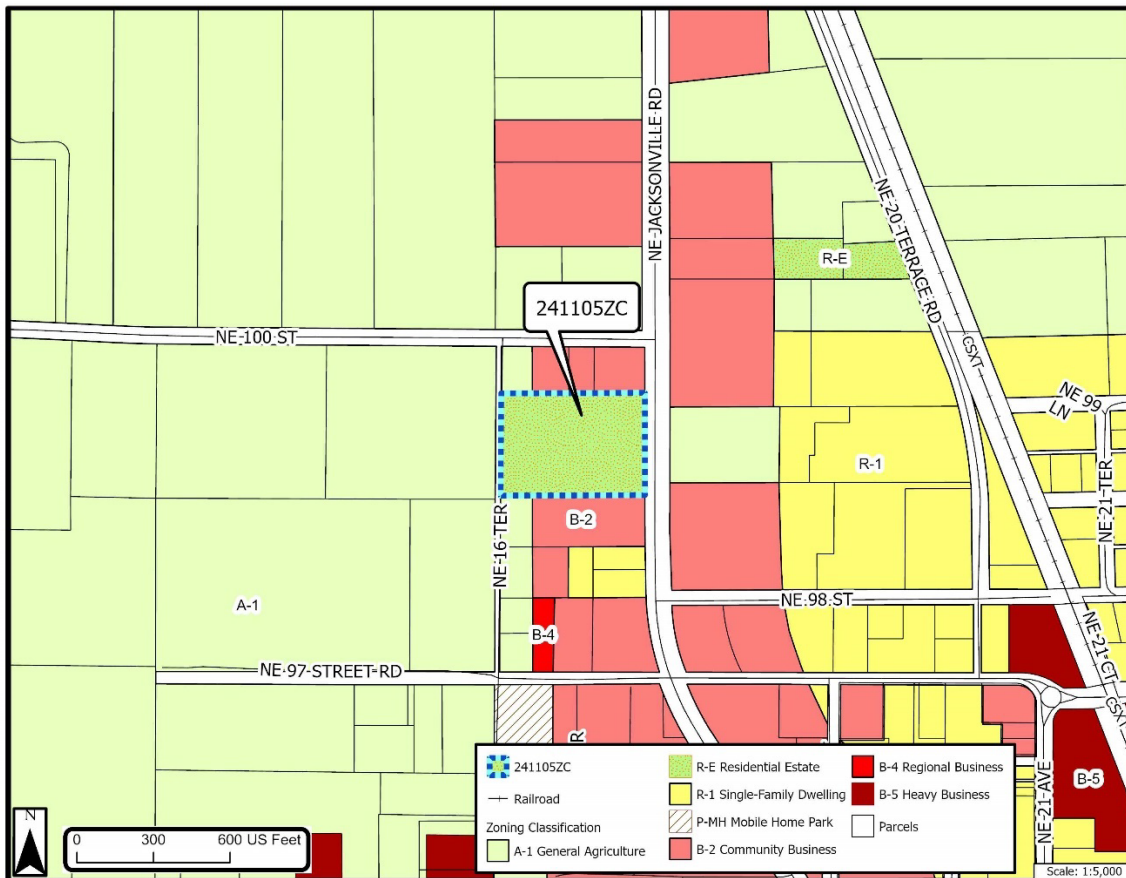 NE JACKSONVILLE RD
NE 20 TERRACE RD
R-E
241105ZC
NE 100 ST
CSXT
NE 99
LN
R-1
NE 21 TER
B-2
NE 16 TER
A-1
NE 98 ST
B-4
NE 21 CT
NE 97 STREET RD
CSXT
R
B-5
NE 21 AVE
N
0 300 600 US Feet
241105ZC
Railroad
Zoning Classification
A-1 General Agriculture
R-E Residential Estate
R-1 Single-Family Dwelling
P-MH Mobile Home Park
B-2 Community Business
B-4 Regional Business
B-5 Heavy Business
Parcels
Scale: 1:5,000